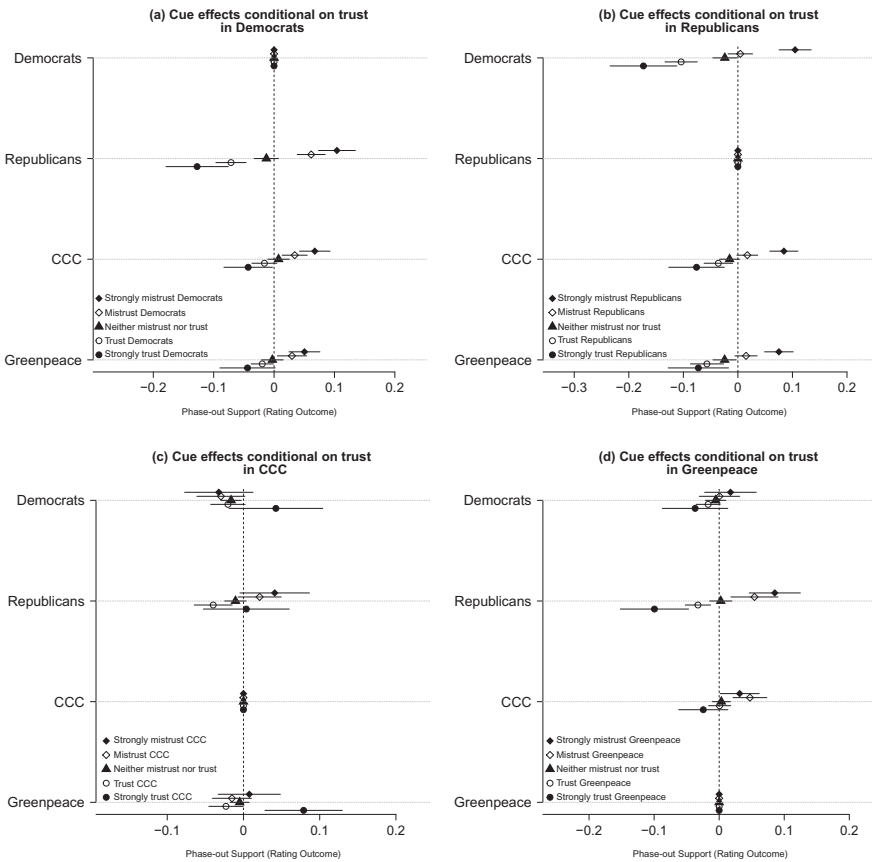 (a) Cue effects conditional on trust
in Democrats
Democrats
Republicans
CCC
Greenpeace
Strongly mistrust Democrats
Mistrust Democrats
Neither mistrust nor trust
Trust Democrats
Strongly trust Democrats
−0.2 −0.1 0 0.1 0.2
Phase-out Support (Rating Outcome)
(b) Cue effects conditional on trust
in Republicans
Democrats
Republicans
CCC
Greenpeace
Strongly mistrust Republicans
Mistrust Republicans
Neither mistrust nor trust
Trust Republicans
Strongly trust Republicans
−0.3 −0.2 −0.1 0 0.1 0.2
Phase-out Support (Rating Outcome)
(c) Cue effects conditional on trust
in CCC
Democrats
Republicans
CCC
Greenpeace
Strongly mistrust CCC
Mistrust CCC
Neither mistrust nor trust
Trust CCC
Strongly trust CCC
−0.1 0 0.1 0.2
Phase-out Support (Rating Outcome)
(d) Cue effects conditional on trust
in Greenpeace
Democrats
Republicans
CCC
Greenpeace
Strongly mistrust Greenpeace
Mistrust Greenpeace
Neither mistrust nor trust
Trust Greenpeace
Strongly trust Greenpeace
−0.2 −0.1 0 0.1 0.2
Phase-out Support (Rating Outcome)